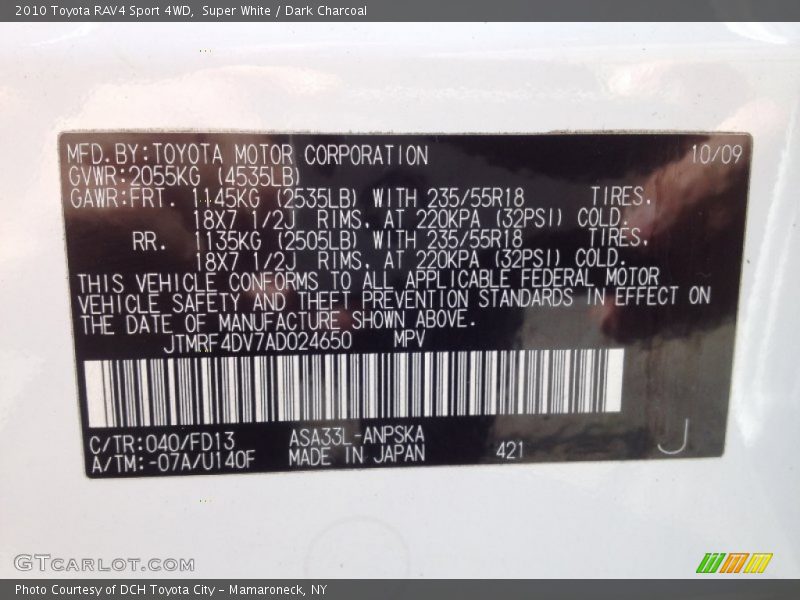 2010 Toyota RAV4 Sport 4WD, Super White / Dark Charcoal
MFD.BY:TOYOTA MOTOR CORPORATION 10/09
GVWR:2055KG (4535LB)
GAWR:FRT. 1145KG (2535LB) WITH 235/55R18 TIRES,
18X7 1/2J RIMS, AT 220KPA (32PSI) COLD.
RR. 1135KG (2505LB) WITH 235/55R18 TIRES,
18X7 1/2J RIMS, AT 220KPA (32PSI) COLD.
THIS VEHICLE CONFORMS TO ALL APPLICABLE FEDERAL MOTOR
VEHICLE SAFETY AND THEFT PREVENTION STANDARDS IN EFFECT ON
THE DATE OF MANUFACTURE SHOWN ABOVE.
JTMRF4DV7AD024650 MPV
C/TR:040/FD13 ASA33L-ANPSKA
A/TM:-07A/U140F MADE IN JAPAN 421 J
GTCARLOT.COM
Photo Courtesy of DCH Toyota City - Mamaroneck, NY